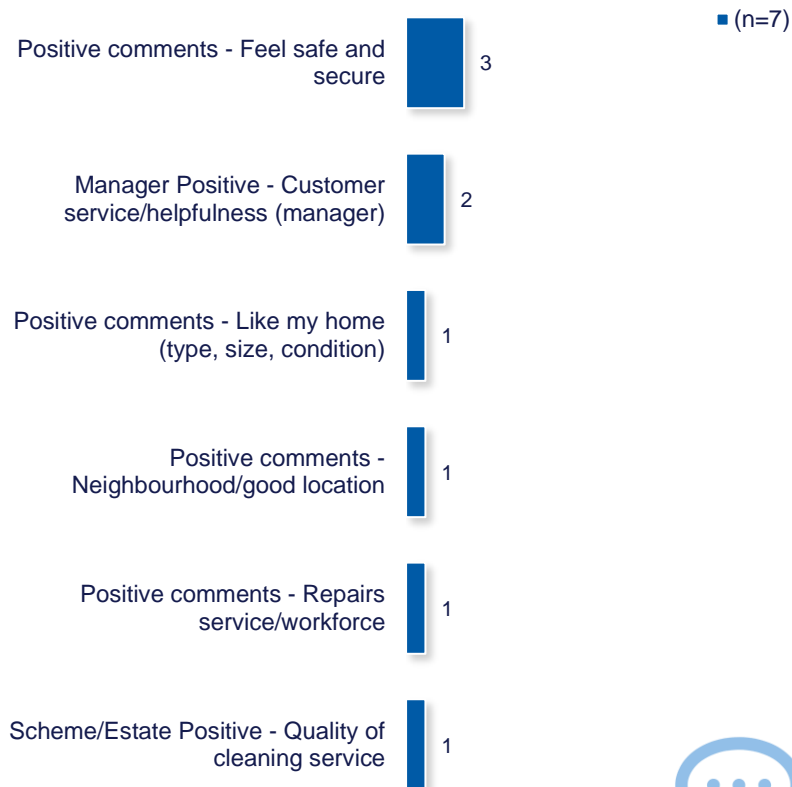 (n=7)
Positive comments - Feel safe and
secure
3
Manager Positive - Customer
service/helpfulness (manager)
2
Positive comments - Like my home
(type, size, condition)
1
Positive comments -
Neighbourhood/good location
1
Positive comments - Repairs
service/workforce
1
Scheme/Estate Positive - Quality of
cleaning service
1